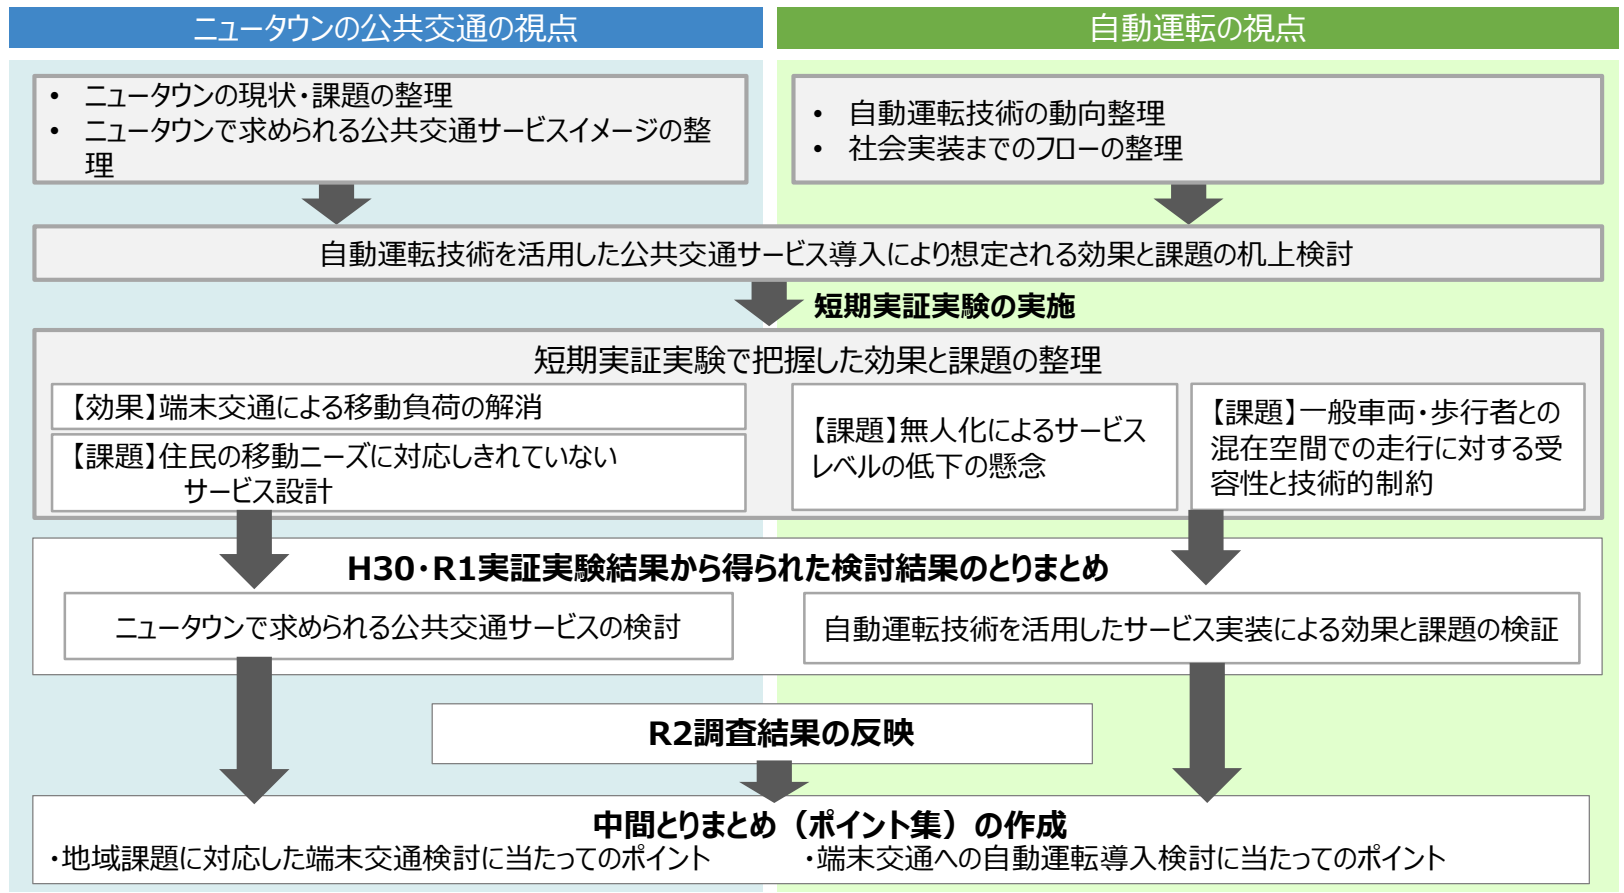 ニュータウンの公共交通の視点
自動運転の視点
• ニュータウンの現状・課題の整理
• ニュータウンで求められる公共交通サービスイメージの整
理
• 自動運転技術の動向整理
• 社会実装までのフローの整理
自動運転技術を活用した公共交通サービス導入により想定される効果と課題の机上検討
短期実証実験の実施
短期実証実験で把握した効果と課題の整理
【効果】端末交通による移動負荷の解消
【課題】住民の移動ニーズに対応しきれていない
サービス設計
【課題】無人化によるサービス
レベルの低下の懸念
【課題】一般車両・歩行者との
混在空間での走行に対する受
容性と技術的制約
H30・R1実証実験結果から得られた検討結果のとりまとめ
ニュータウンで求められる公共交通サービスの検討
自動運転技術を活用したサービス実装による効果と課題の検証
R2調査結果の反映
中間とりまとめ（ポイント集）の作成
・地域課題に対応した端末交通検討に当たってのポイント
・端末交通への自動運転導入検討に当たってのポイント